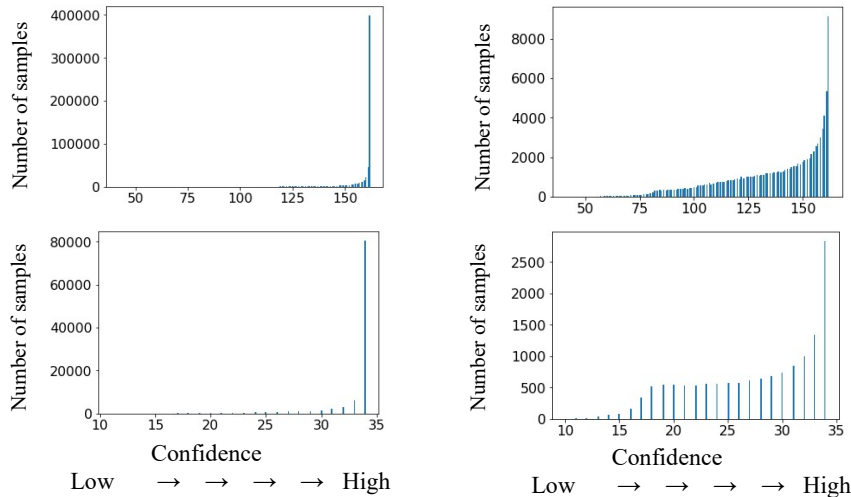 Number of samples
400000
300000
200000
100000
0
50 75 100 125 150
Number of samples
8000
6000
4000
2000
0
50 75 100 125 150
Number of samples
80000
60000
40000
20000
0
10 15 20 25 30 35
Confidence
Low → → → → High
Number of samples
2500
2000
1500
1000
500
0
10 15 20 25 30 35
Confidence
Low → → → → High